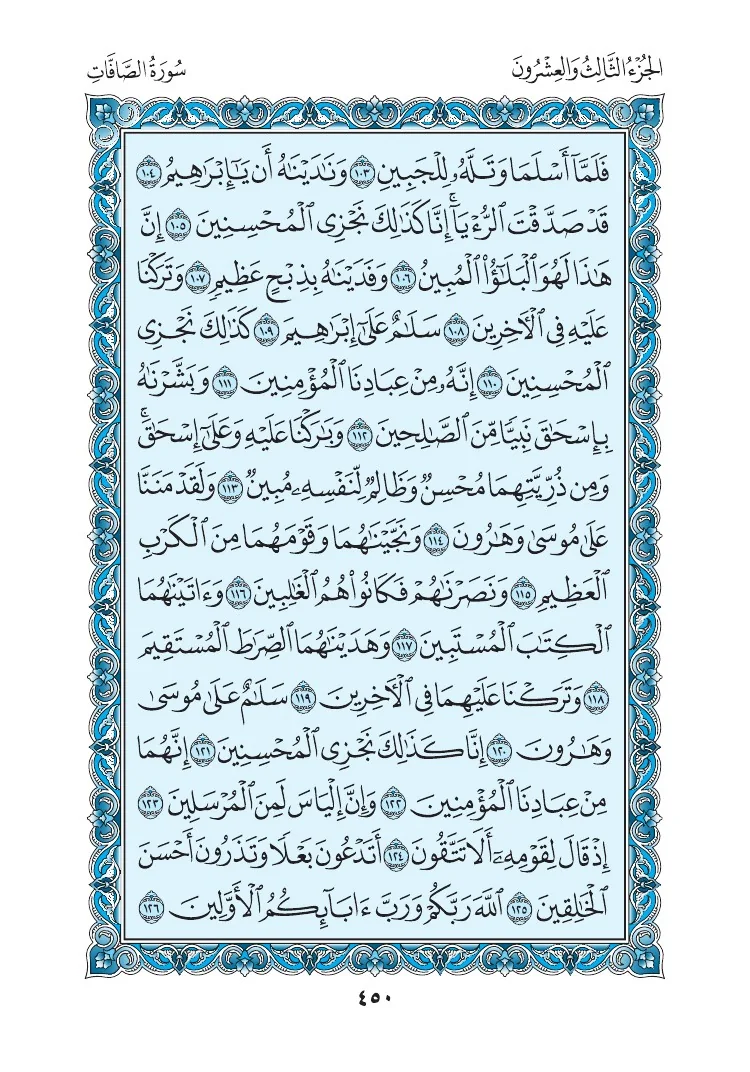 الجُزْءُ الثَّالِثُ وَالعِشْرُونَ
سُورَةُ الصَّافَّاتِ
فَلَمَّآ أَسْلَمَا وَتَلَّهُۥ لِلْجَبِينِ ١٠٣ وَنَٰدَيْنَٰهُ أَن يَٰٓإِبْرَٰهِيمُ ١٠٤
قَدْ صَدَّقْتَ ٱلرُّءْيَآۚ إِنَّا كَذَٰلِكَ نَجْزِى ٱلْمُحْسِنِينَ ١٠٥ إِنَّ
هَٰذَا لَهُوَ ٱلْبَلَٰٓؤُا۟ ٱلْمُبِينُ ١٠٦ وَفَدَيْنَٰهُ بِذِبْحٍ عَظِيمٍ ١٠٧ وَتَرَكْنَا
عَلَيْهِ فِى ٱلْءَاخِرِينَ ١٠٨ سَلَٰمٌ عَلَىٰٓ إِبْرَٰهِيمَ ١٠٩ كَذَٰلِكَ نَجْزِى
ٱلْمُحْسِنِينَ ١١٠ إِنَّهُۥ مِنْ عِبَادِنَا ٱلْمُؤْمِنِينَ ١١١ وَبَشَّرْنَٰهُ
بِإِسْحَٰقَ نَبِيًّا مِّنَ ٱلصَّٰلِحِينَ ١١٢ وَبَٰرَكْنَا عَلَيْهِ وَعَلَىٰٓ إِسْحَٰقَۚ
وَمِن ذُرِّيَّتِهِمَا مُحْسِنٌ وَظَالِمٌ لِّنَفْسِهِۦ مُبِينٌ ١١٣ وَلَقَدْ مَنَنَّا
عَلَىٰ مُوسَىٰ وَهَٰرُونَ ١١٤ وَنَجَّيْنَٰهُمَا وَقَوْمَهُمَا مِنَ ٱلْكَرْبِ
ٱلْعَظِيمِ ١١٥ وَنَصَرْنَٰهُمْ فَكَانُوا۟ هُمُ ٱلْغَٰلِبِينَ ١١٦ وَءَاتَيْنَٰهُمَا
ٱلْكِتَٰبَ ٱلْمُسْتَبِينَ ١١٧ وَهَدَيْنَٰهُمَا ٱلصِّرَٰطَ ٱلْمُسْتَقِيمَ
١١٨ وَتَرَكْنَا عَلَيْهِمَا فِى ٱلْءَاخِرِينَ ١١٩ سَلَٰمٌ عَلَىٰ مُوسَىٰ
وَهَٰرُونَ ١٢٠ إِنَّا كَذَٰلِكَ نَجْزِى ٱلْمُحْسِنِينَ ١٢١ إِنَّهُمَا
مِنْ عِبَادِنَا ٱلْمُؤْمِنِينَ ١٢٢ وَإِنَّ إِلْيَاسَ لَمِنَ ٱلْمُرْسَلِينَ ١٢٣
إِذْ قَالَ لِقَوْمِهِۦٓ أَلَا تَتَّقُونَ ١٢٤ أَتَدْعُونَ بَعْلًا وَتَذَرُونَ أَحْسَنَ
ٱلْخَٰلِقِينَ ١٢٥ ٱللَّهَ رَبَّكُمْ وَرَبَّ ءَابَآئِكُمُ ٱلْأَوَّلِينَ ١٢٦
٤٥٠